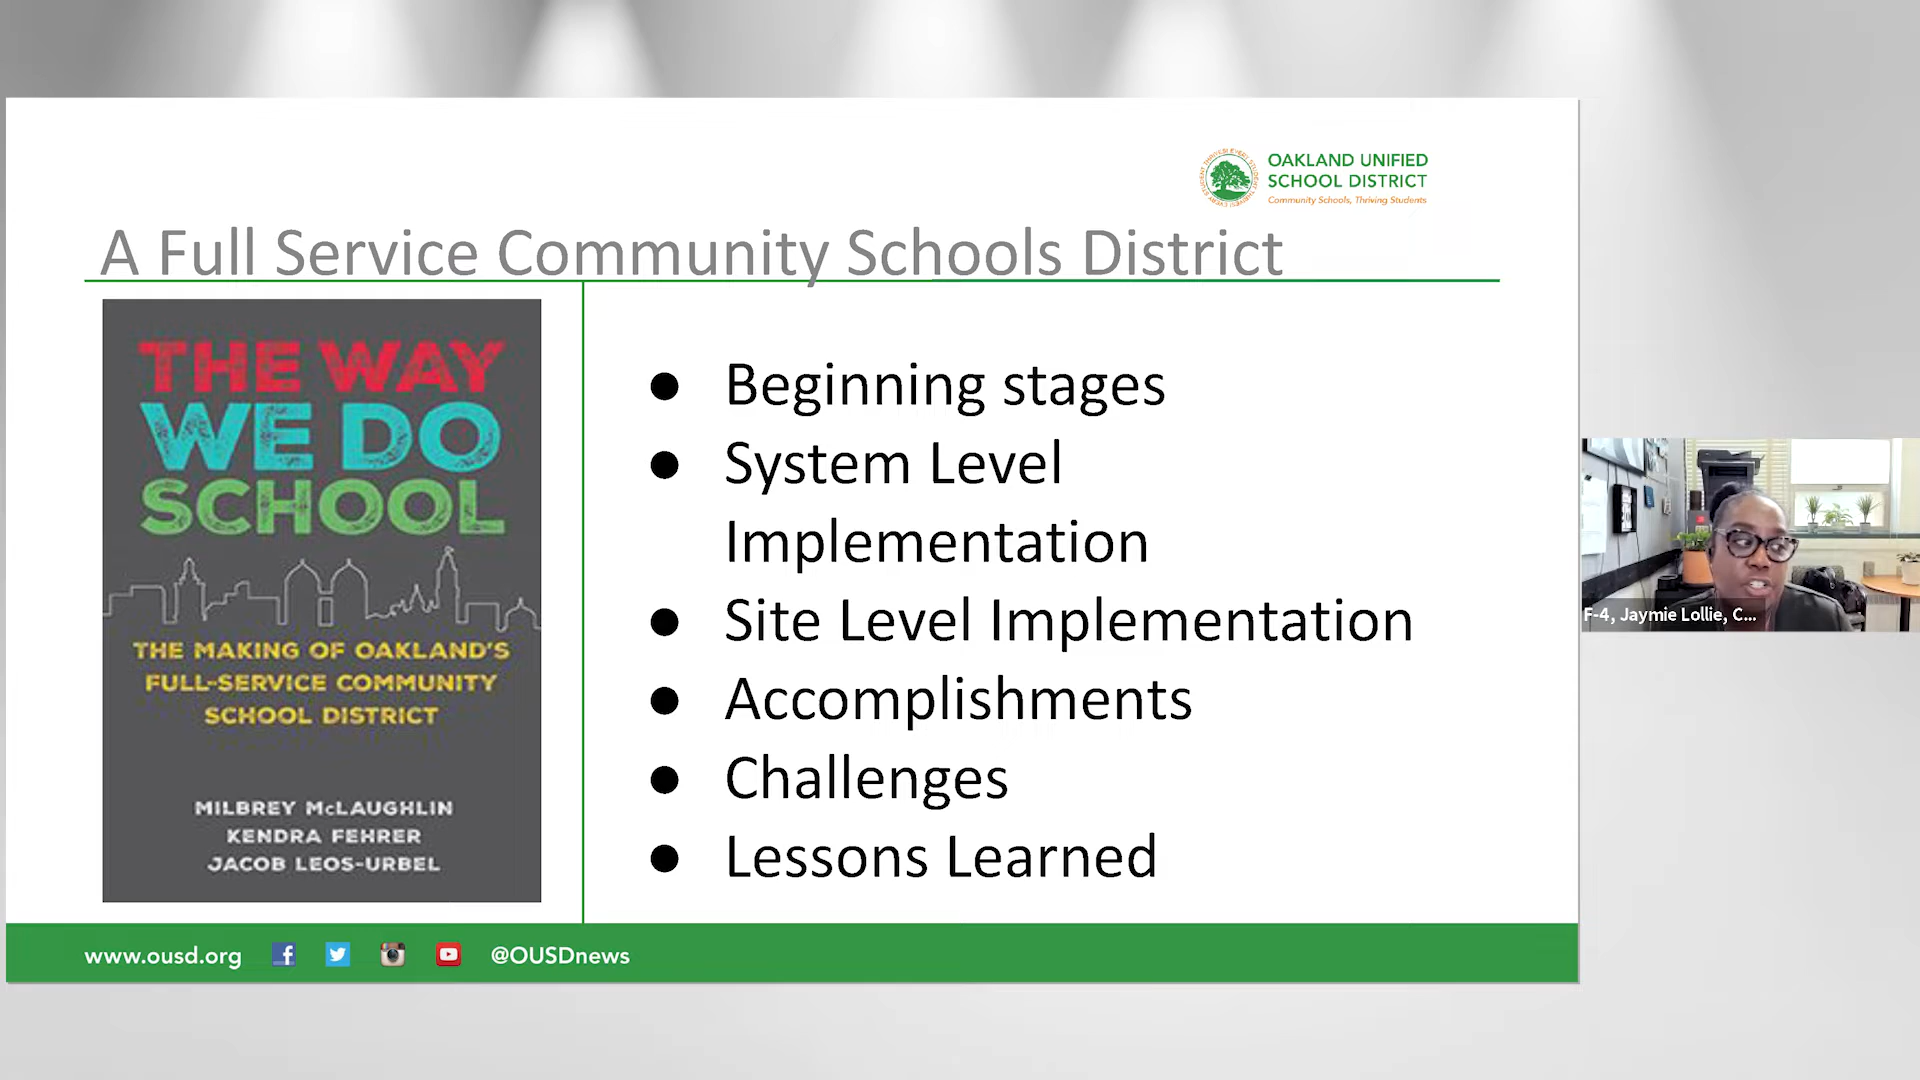 OAKLAND UNIFIED
SCHOOL DISTRICT
Community Schools, Thriving Students
A Full Service Community Schools District
THE WAY
WE DO
SCHOOL
THE MAKING OF OAKLAND'S
FULL-SERVICE COMMUNITY
SCHOOL DISTRICT
MILBREY McLAUGHLIN
KENDRA FEHRER
JACOB LEOS-URBEL
● Beginning stages
● System Level
Implementation
● Site Level Implementation
● Accomplishments
● Challenges
● Lessons Learned
F-4, Jaymie Lollie, C...
www.ousd.org
@OUSDnews